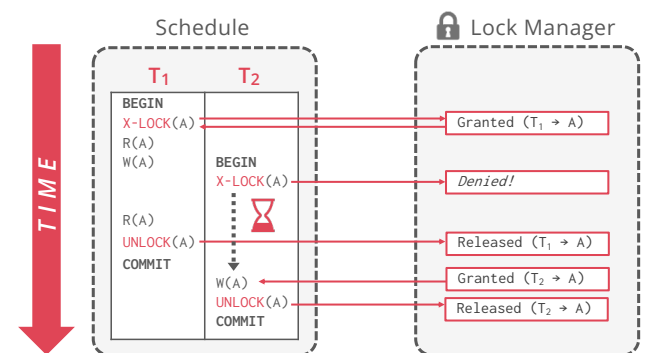 Schedule
Lock Manager
TIME
T1 T2
BEGIN
X-LOCK(A)
R(A)
W(A)
BEGIN
X-LOCK(A)
R(A)
UNLOCK(A)
COMMIT
W(A)
UNLOCK(A)
COMMIT
Granted (T1 → A)
Denied!
Released (T1 → A)
Granted (T2 → A)
Released (T2 → A)